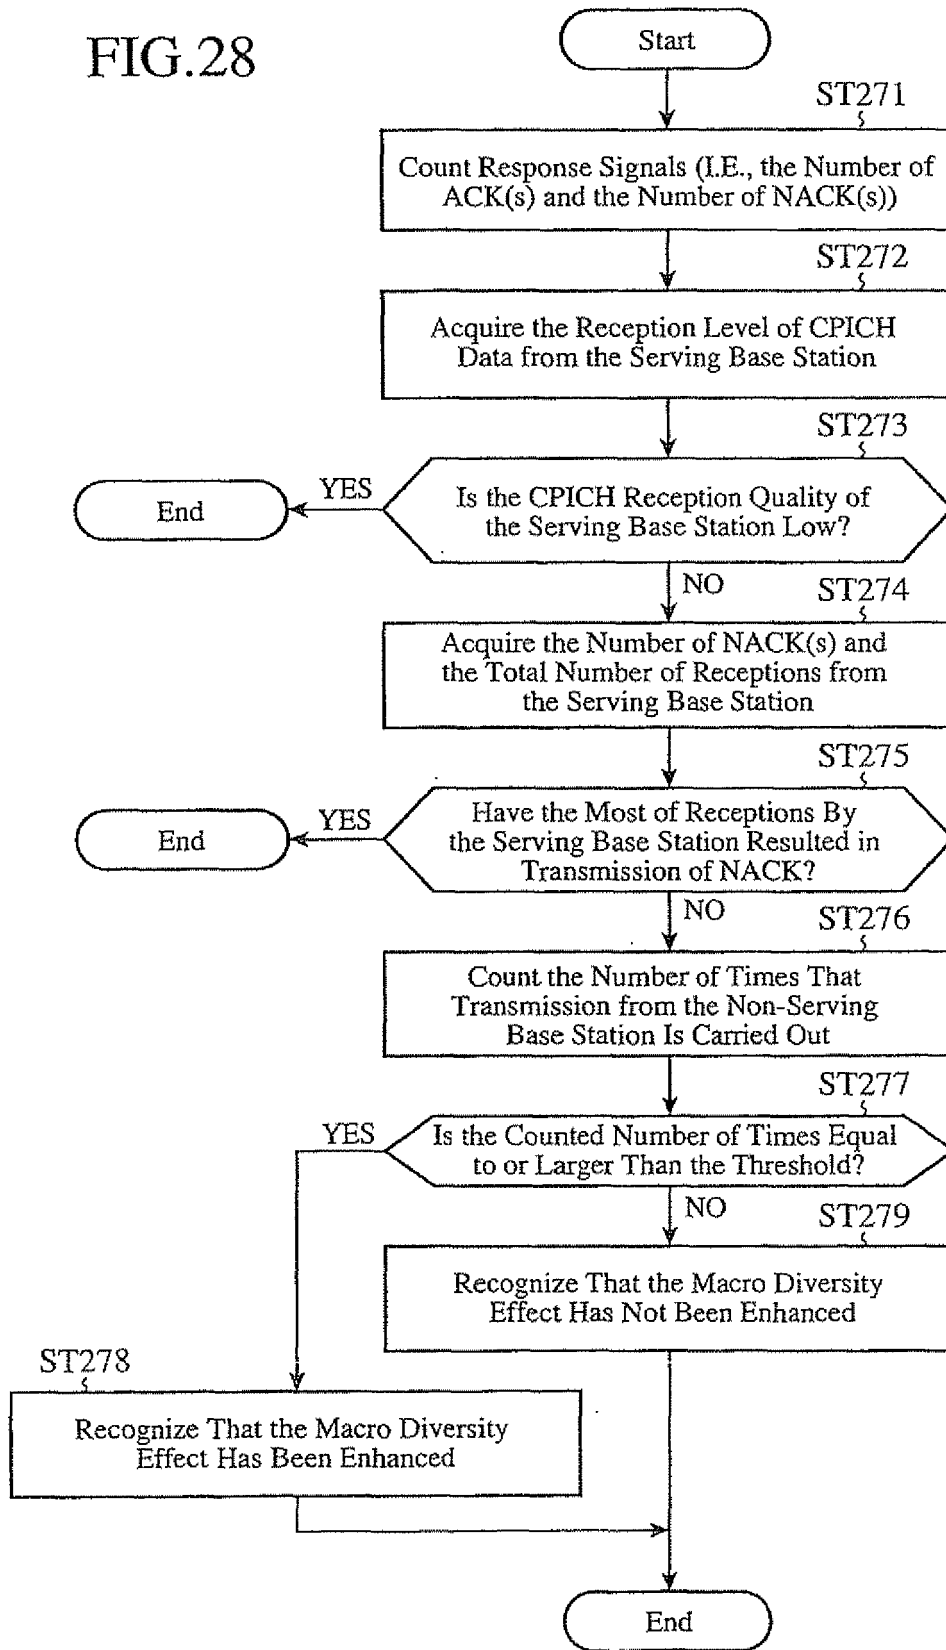 FIG.28
Start
ST271
Count Response Signals (I.E., the Number of
ACK(s) and the Number of NACK(s))
ST272
Acquire the Reception Level of CPICH
Data from the Serving Base Station
ST273
Is the CPICH Reception Quality of
the Serving Base Station Low?
YES
End
NO
ST274
Acquire the Number of NACK(s) and
the Total Number of Receptions from
the Serving Base Station
ST275
Have the Most of Receptions By
the Serving Base Station Resulted in
Transmission of NACK?
YES
End
NO
ST276
Count the Number of Times That
Transmission from the Non-Serving
Base Station Is Carried Out
ST277
Is the Counted Number of Times Equal
to or Larger Than the Threshold?
YES
NO
ST279
Recognize That the Macro Diversity
Effect Has Not Been Enhanced
ST278
Recognize That the Macro Diversity
Effect Has Been Enhanced
End